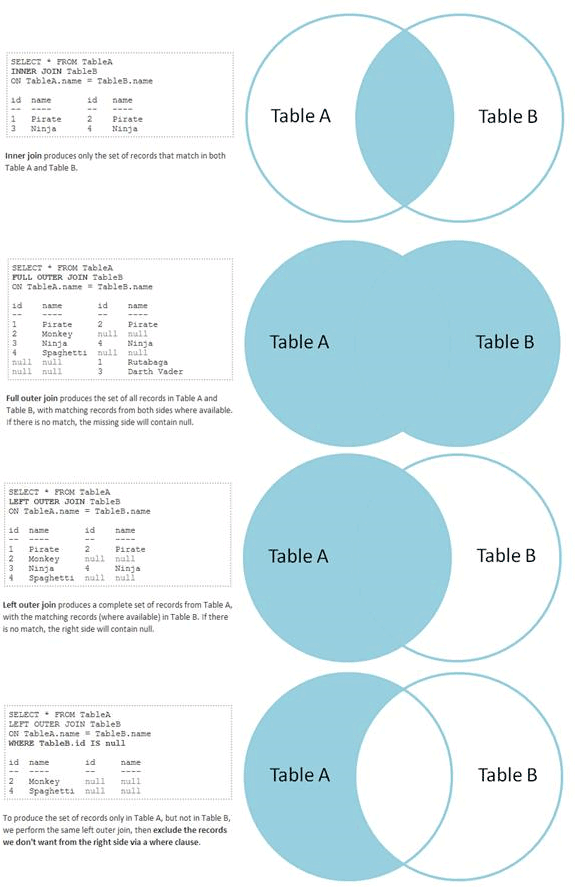 SELECT * FROM TableA
INNER JOIN TableB
ON TableA.name = TableB.name
id name id name
-- ---- -- ----
1 Pirate 2 Pirate
3 Ninja 4 Ninja
Inner join produces only the set of records that match in both
Table A and Table B.
Table A
Table B
SELECT * FROM TableA
FULL OUTER JOIN TableB
ON TableA.name = TableB.name
id name id name
-- ---- -- ----
1 Pirate 2 Pirate
2 Monkey null null
3 Ninja 4 Ninja
4 Spaghetti null null
null null 1 Rutabaga
null null 3 Darth Vader
Full outer join produces the set of all records in Table A and
Table B, with matching records from both sides where available.
If there is no match, the missing side will contain null.
Table A
Table B
SELECT * FROM TableA
LEFT OUTER JOIN TableB
ON TableA.name = TableB.name
id name id name
-- ---- -- ----
1 Pirate 2 Pirate
2 Monkey null null
3 Ninja 4 Ninja
4 Spaghetti null null
Left outer join produces a complete set of records from Table A,
with the matching records (where available) in Table B. If there
is no match, the right side will contain null.
Table A
Table B
SELECT * FROM TableA
LEFT OUTER JOIN TableB
ON TableA.name = TableB.name
WHERE TableB.id IS null
id name id name
-- ---- -- ----
2 Monkey null null
4 Spaghetti null null
To produce the set of records only in Table A, but not in Table B,
we perform the same left outer join, then exclude the records
we don't want from the right side via a where clause.
Table A
Table B